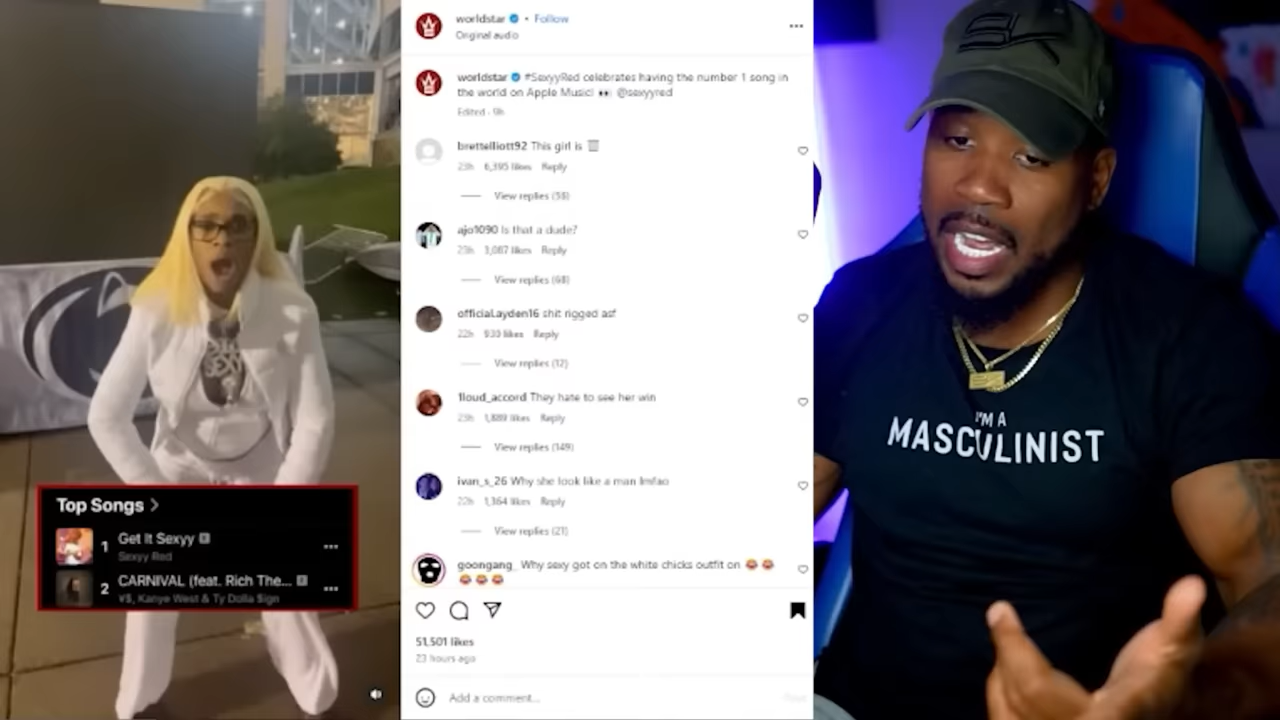 worldstar • Follow
Original audio
worldstar #SexyyRed celebrates having the number 1 song in
the world on Apple Music! 👀 @sexyyred
Edited · 9h
brettelliott92 This girl is 🗑
23h 6,395 likes Reply
View replies (58)
ajo1090 Is that a dude?
23h 3,087 likes Reply
View replies (68)
official.ayden16 shit rigged asf
22h 930 likes Reply
View replies (12)
1loud_accord They hate to see her win
23h 1,889 likes Reply
View replies (149)
ivan_s_26 Why she look like a man lmfao
22h 1,364 likes Reply
View replies (21)
goongang_ Why sexy got on the white chicks outfit on 😂 😂
😂 😂 😂
51,501 likes
23 hours ago
Add a comment...
Top Songs >
1 Get It Sexyy E
Sexyy Red
2 CARNIVAL (feat. Rich The... E
¥$, Kanye West & Ty Dolla $ign
I'M A
MASCULINIST